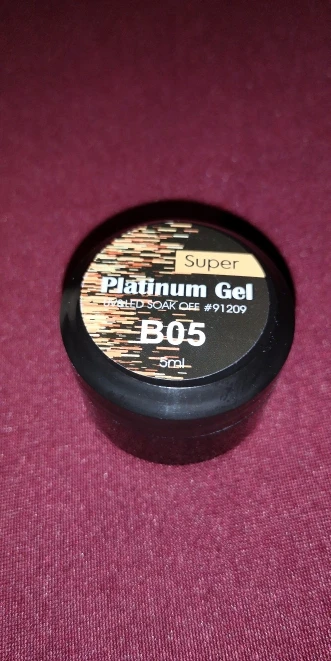 Super
Platinum Gel
UV&LED SOAK OFF #91209
B05
5ml